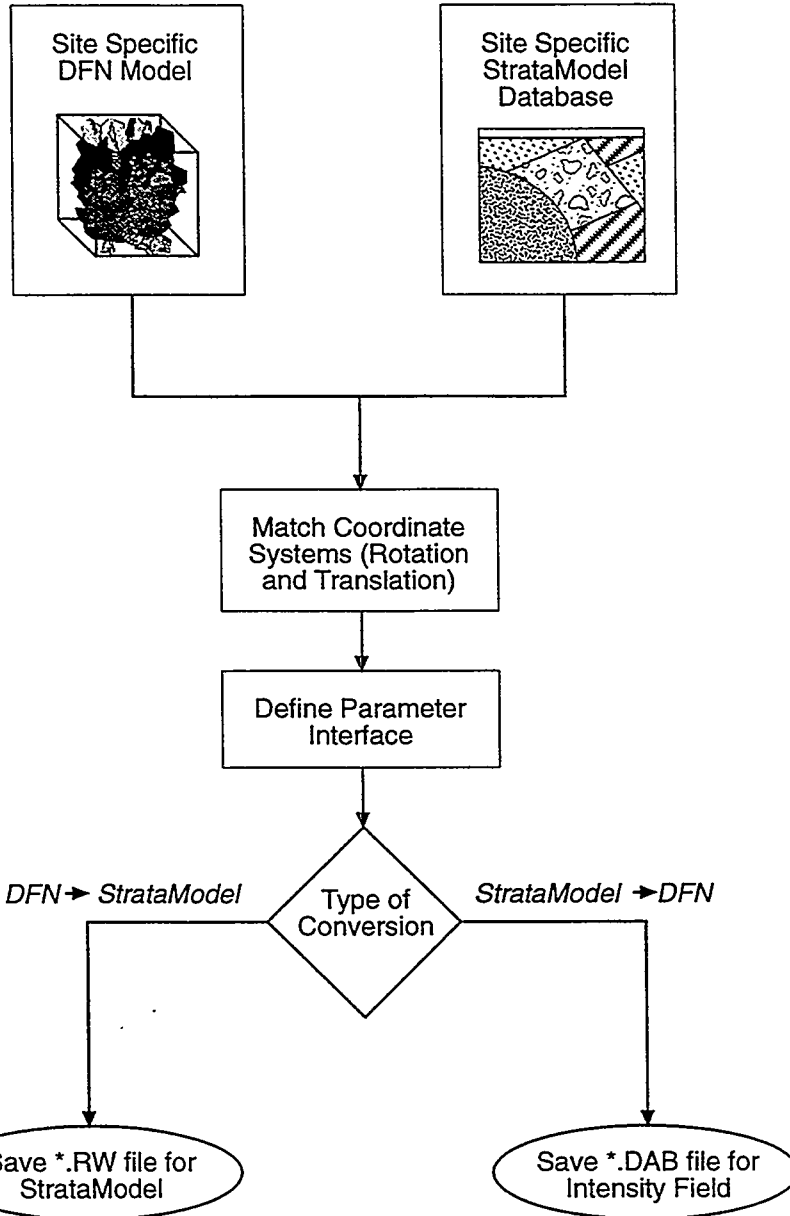 Site Specific
DFN Model
Site Specific
StrataModel
Database
Match Coordinate
Systems (Rotation
and Translation)
Define Parameter
Interface
Type of
Conversion
DFN → StrataModel
StrataModel → DFN
Save *.RW file for
StrataModel
Save *.DAB file for
Intensity Field